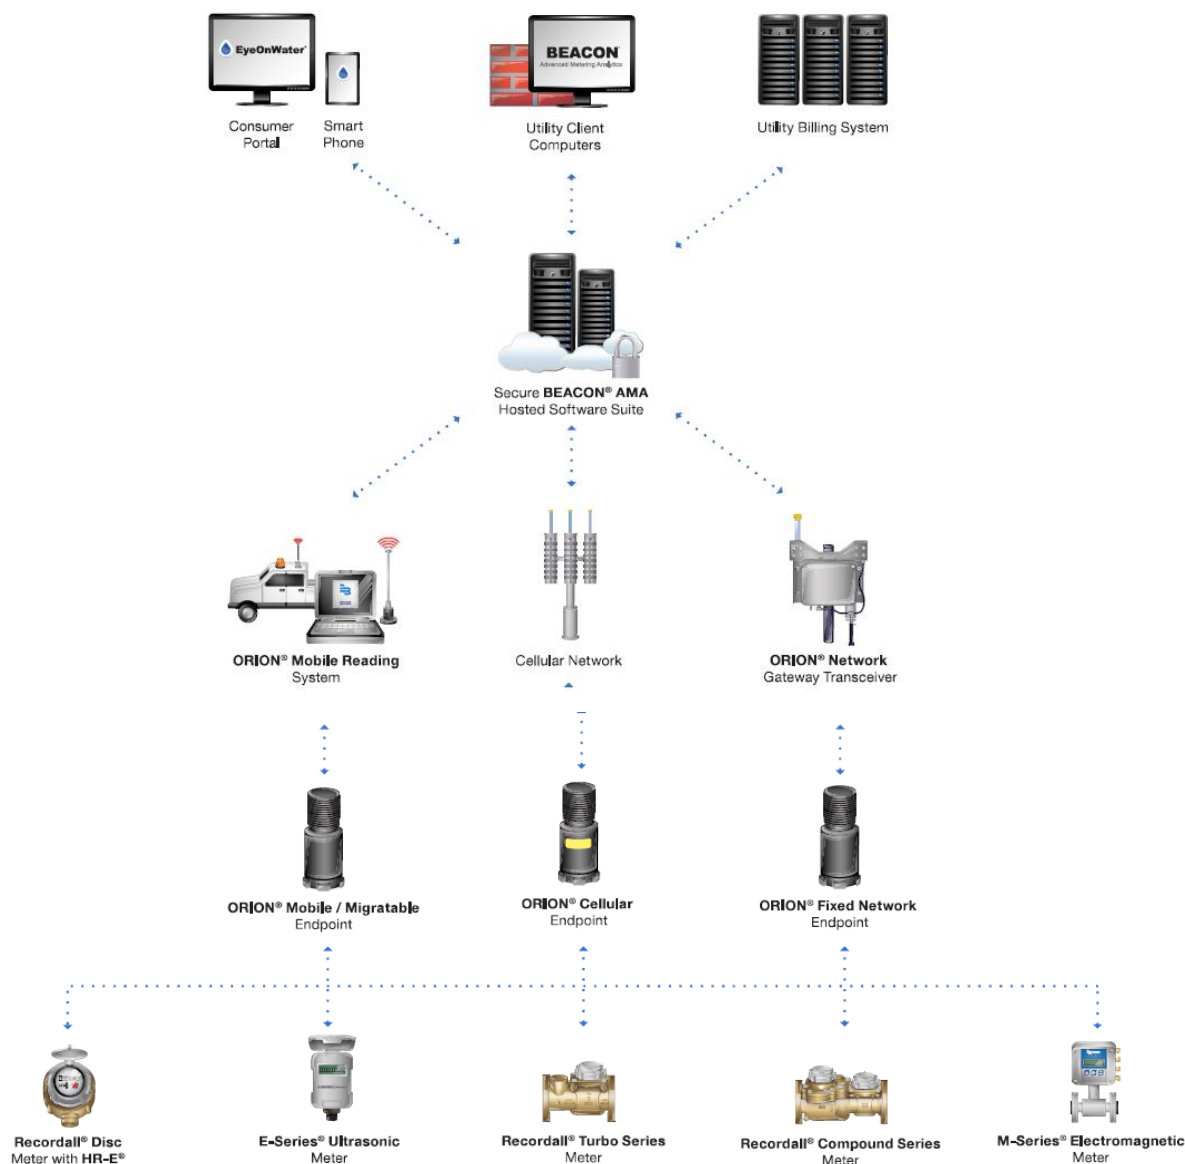 EyeOnWater®
BEACON®
Advanced Metering Analytics
Consumer
Portal
Smart
Phone
Utility Client
Computers
Utility Billing System
Secure BEACON® AMA
Hosted Software Suite
ORION® Mobile Reading
System
Cellular Network
ORION® Network
Gateway Transceiver
ORION® Mobile / Migratable
Endpoint
ORION® Cellular
Endpoint
ORION® Fixed Network
Endpoint
Recordall® Disc
Meter with HR-E®
E-Series® Ultrasonic
Meter
Recordall® Turbo Series
Meter
Recordall® Compound Series
Meter
M-Series® Electromagnetic
Meter